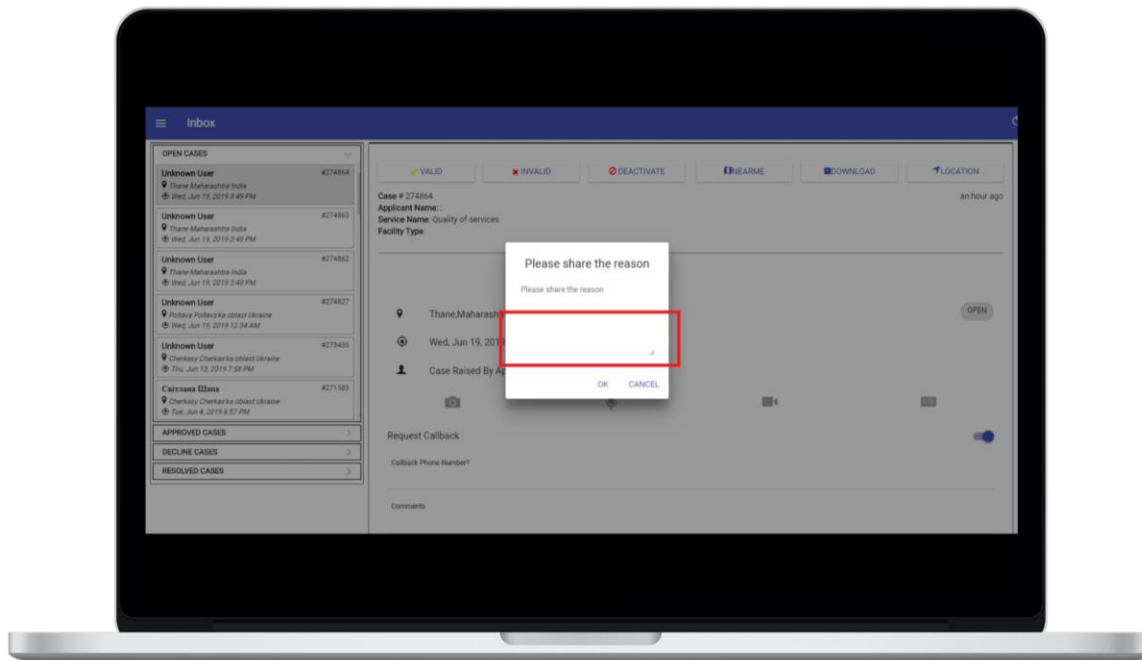 Inbox
OPEN CASES
Unknown User #274864
Thane Maharashtra India
Wed, Jun 19, 2019 3:49 PM
Unknown User #274863
Thane Maharashtra India
Wed, Jun 19, 2019 3:49 PM
Unknown User #274862
Thane Maharashtra India
Wed, Jun 19, 2019 3:49 PM
Unknown User #274827
Poltava Poltavs'ka oblast Ukraine
Wed, Jun 19, 2019 12:34 AM
Unknown User #273435
Cherkasy Cherkas'ka oblast Ukraine
Thu, Jun 13, 2019 7:58 PM
Світлана Шапа #271583
Cherkasy Cherkas'ka oblast Ukraine
Tue, Jun 4, 2019 6:57 PM
APPROVED CASES
DECLINE CASES
RESOLVED CASES
VALID INVALID DEACTIVATE NEARME DOWNLOAD LOCATION
Case # 274864 an hour ago
Applicant Name: :
Service Name: Quality of services
Facility Type:
Please share the reason
Please share the reason
OK CANCEL
Thane,Maharash OPEN
Wed, Jun 19, 2019
Case Raised By Ap
Request Callback
Callback Phone Number?
Comments